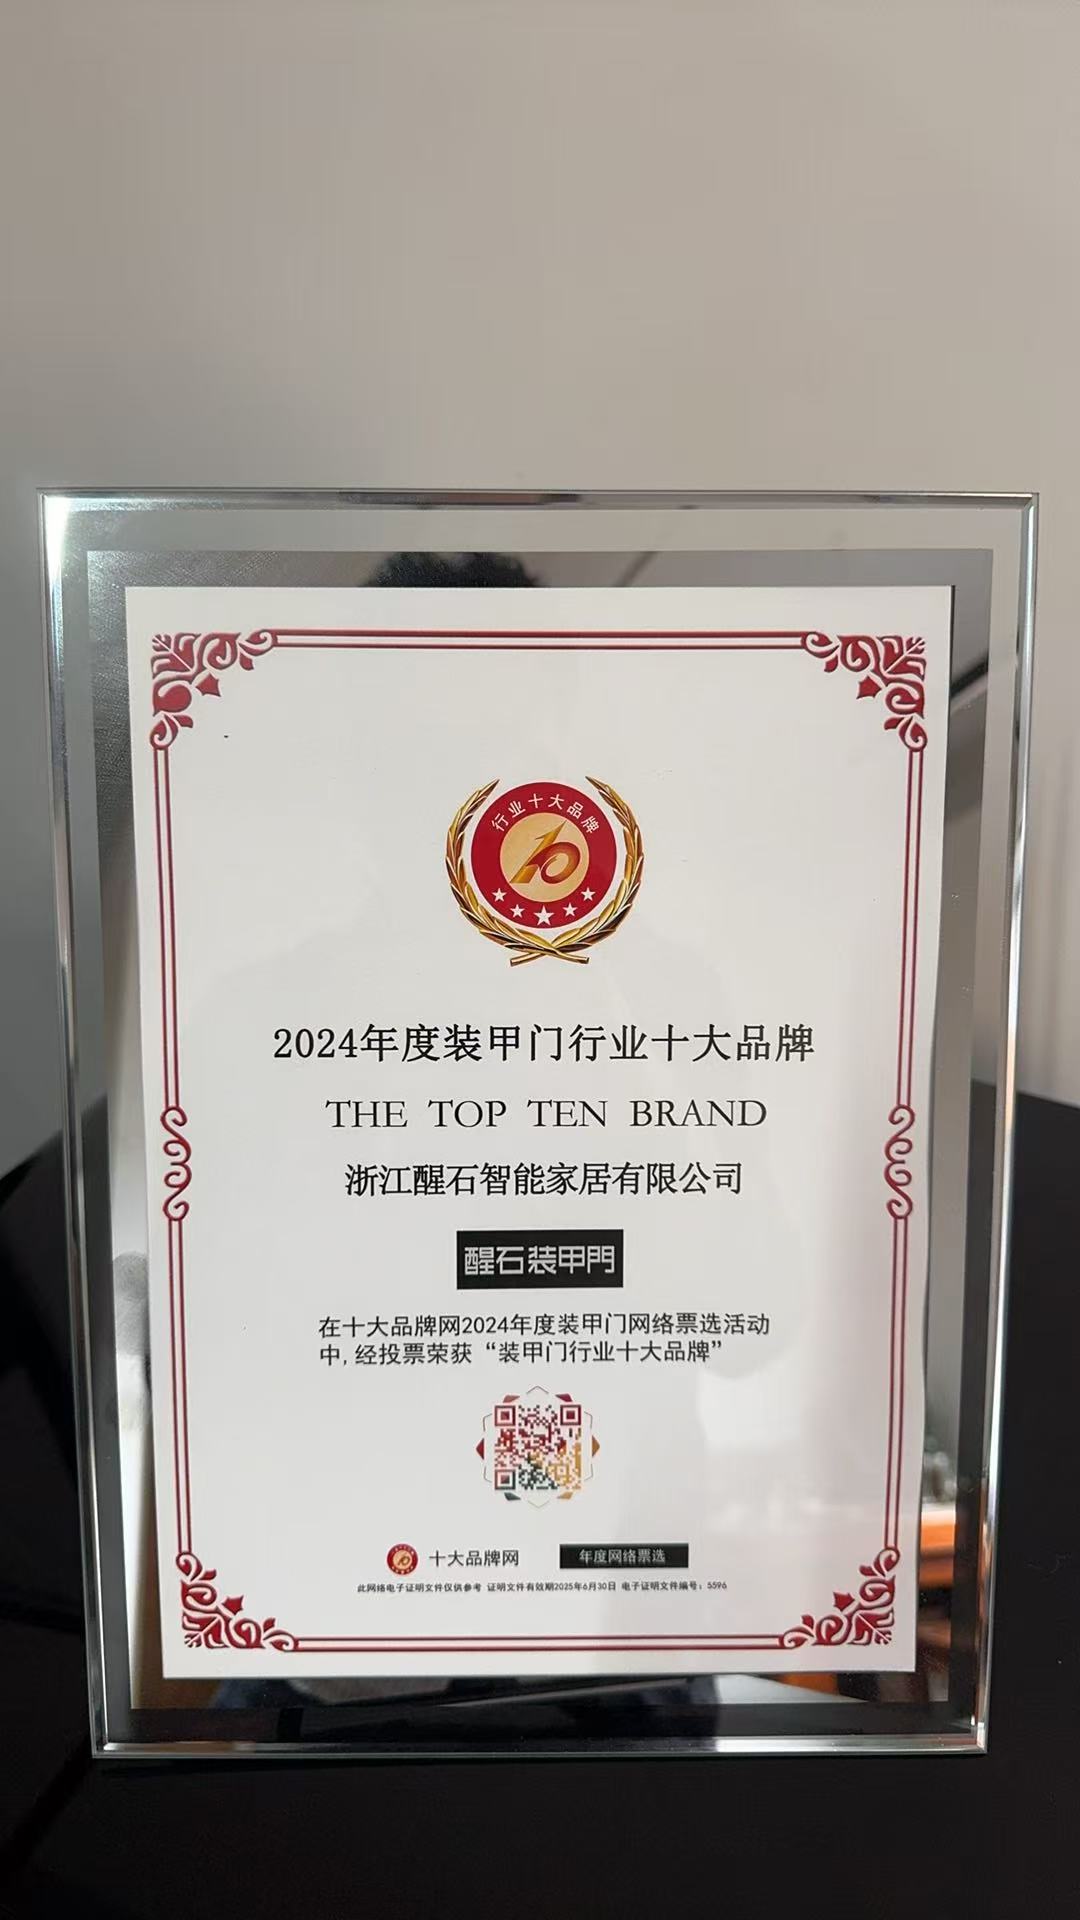 行业十大品牌
10
2024年度装甲门行业十大品牌
THE TOP TEN BRAND
浙江醒石智能家居有限公司
醒石装甲門
在十大品牌网2024年度装甲门网络票选活动
中,经投票荣获“装甲门行业十大品牌”
十大品牌网
年度网络票选
此网络电子证明文件仅供参考 证明文件有效期2025年6月30日 电子证明文件编号：5596